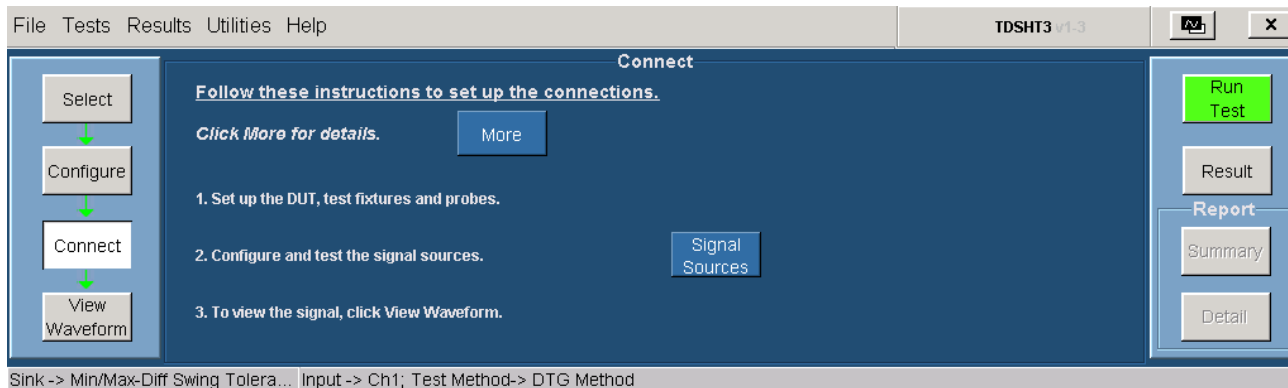 File Tests Results Utilities Help
TDSHT3 v1-3
x
Connect
Select
Configure
Connect
View
Waveform
Follow these instructions to set up the connections.
Click More for details.
More
1. Set up the DUT, test fixtures and probes.
2. Configure and test the signal sources.
Signal
Sources
3. To view the signal, click View Waveform.
Run
Test
Result
Report
Summary
Detail
Sink -> Min/Max-Diff Swing Tolera... Input -> Ch1; Test Method-> DTG Method